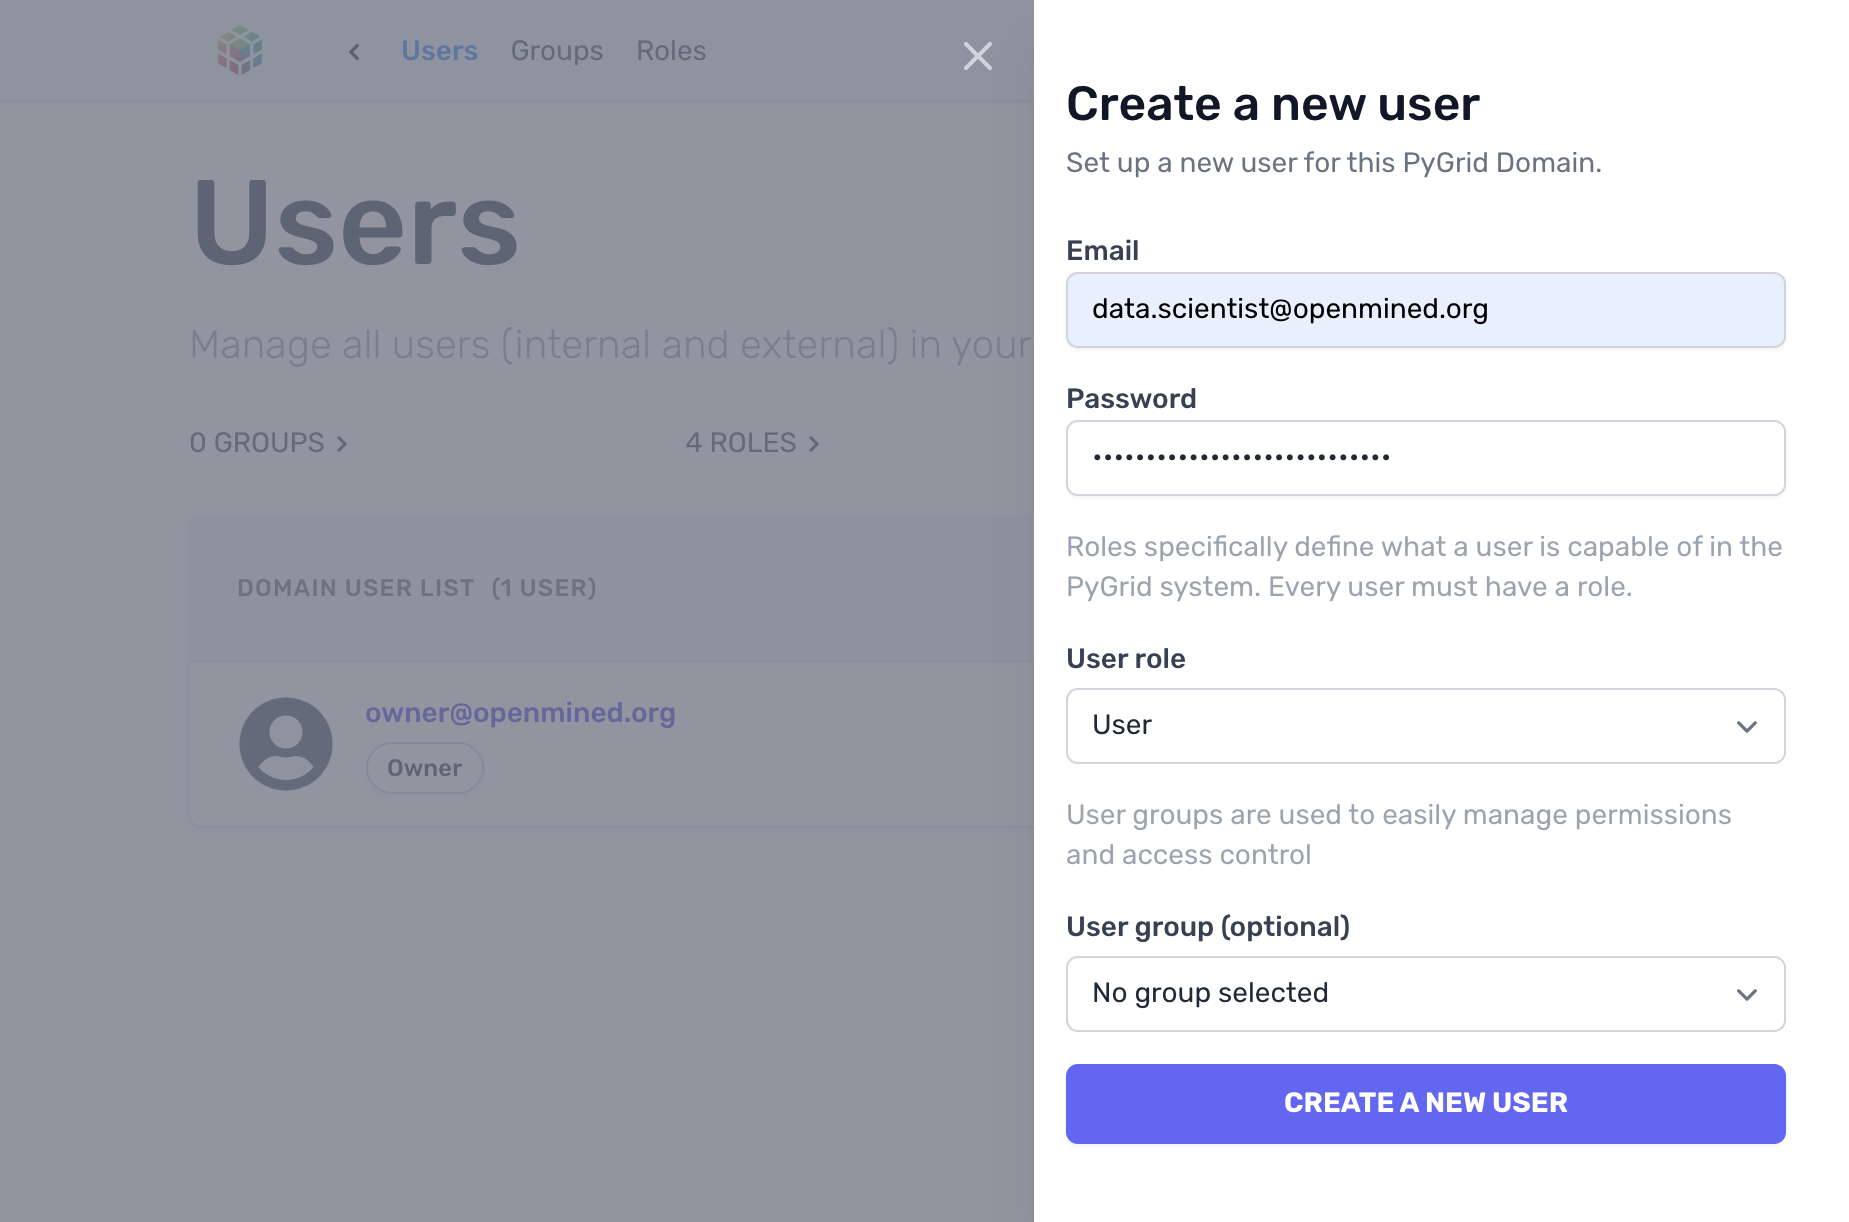 Users Groups Roles
Users
Manage all users (internal and external) in your
0 GROUPS
4 ROLES
DOMAIN USER LIST (1 USER)
owner@openmined.org
Owner
Create a new user
Set up a new user for this PyGrid Domain.
Email
data.scientist@openmined.org
Password
••••••••••••••••••••••••••••
Roles specifically define what a user is capable of in the
PyGrid system. Every user must have a role.
User role
User
User groups are used to easily manage permissions
and access control
User group (optional)
No group selected
CREATE A NEW USER